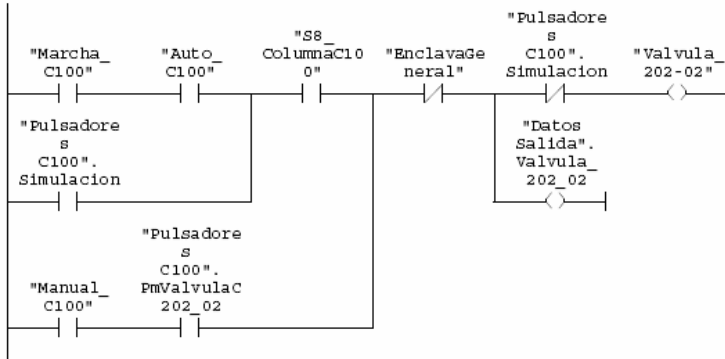 "Marcha_
C100"
"Auto_
C100"
"S8_
ColumnaC10
0"
"EnclavaGe
neral"
"Pulsadore
s
C100".
Simulacion
"Valvula_
202-02"
"Pulsadore
s
C100".
Simulacion
"Datos
Salida".
Valvula_
202_02
"Manual_
C100"
"Pulsadore
s
C100".
PmValvulaC
202_02